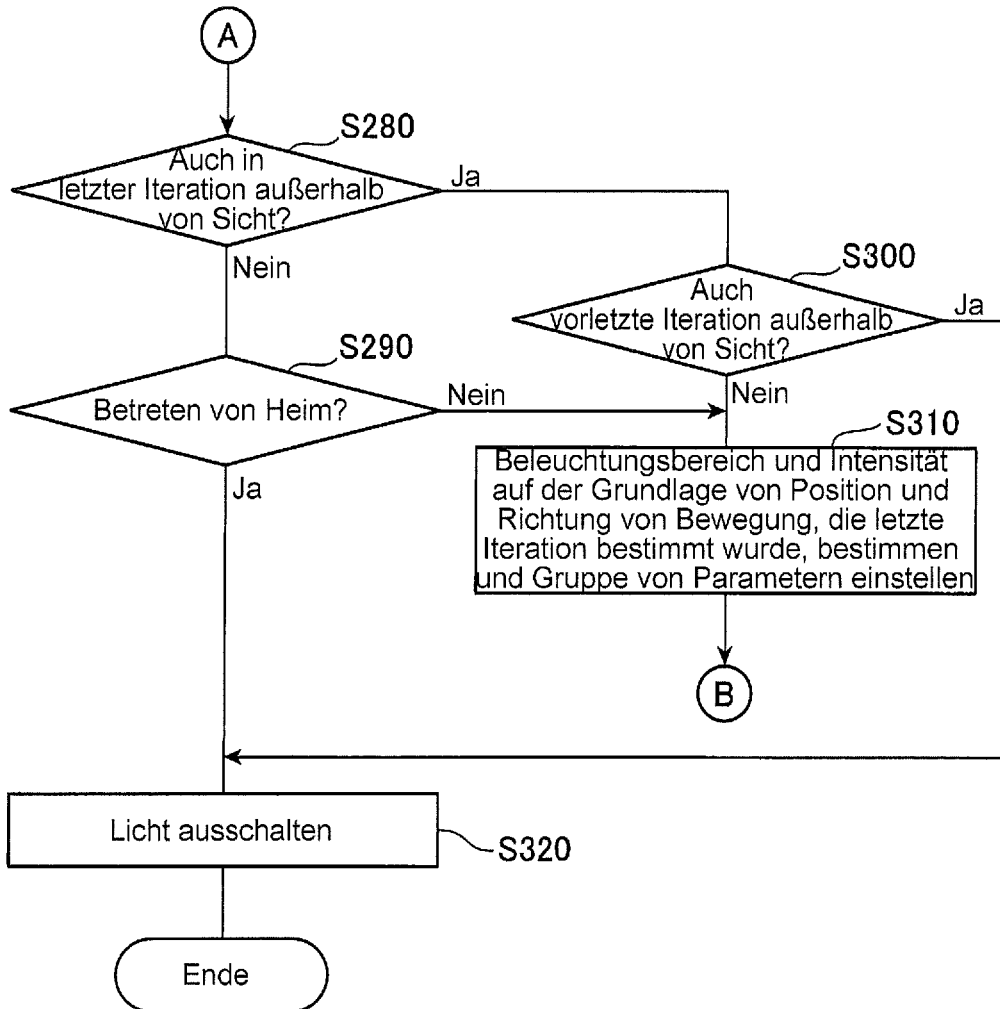 A
S280
Auch in
letzter Iteration außerhalb
von Sicht?
Ja
Nein
S300
Auch
vorletzte Iteration außerhalb
von Sicht?
Ja
Nein
S290
Betreten von Heim?
Nein
Ja
S310
Beleuchtungsbereich und Intensität
auf der Grundlage von Position und
Richtung von Bewegung, die letzte
Iteration bestimmt wurde, bestimmen
und Gruppe von Parametern einstellen
B
Licht ausschalten
S320
Ende